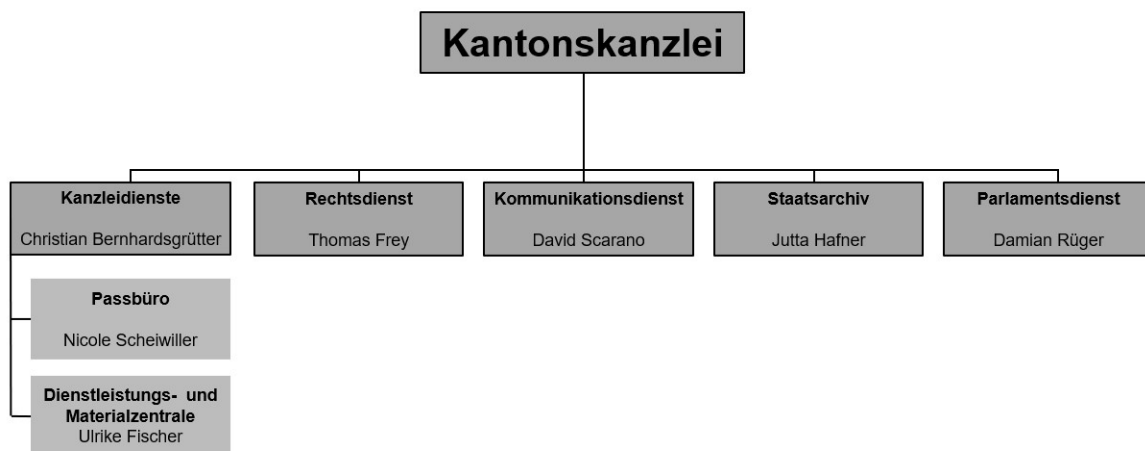 Kantonskanzlei
Kanzleidienste
Christian Bernhardsgrütter
Rechtsdienst
Thomas Frey
Kommunikationsdienst
David Scarano
Staatsarchiv
Jutta Hafner
Parlamentsdienst
Damian Rüger
Passbüro
Nicole Scheiwiller
Dienstleistungs- und
Materialzentrale
Ulrike Fischer